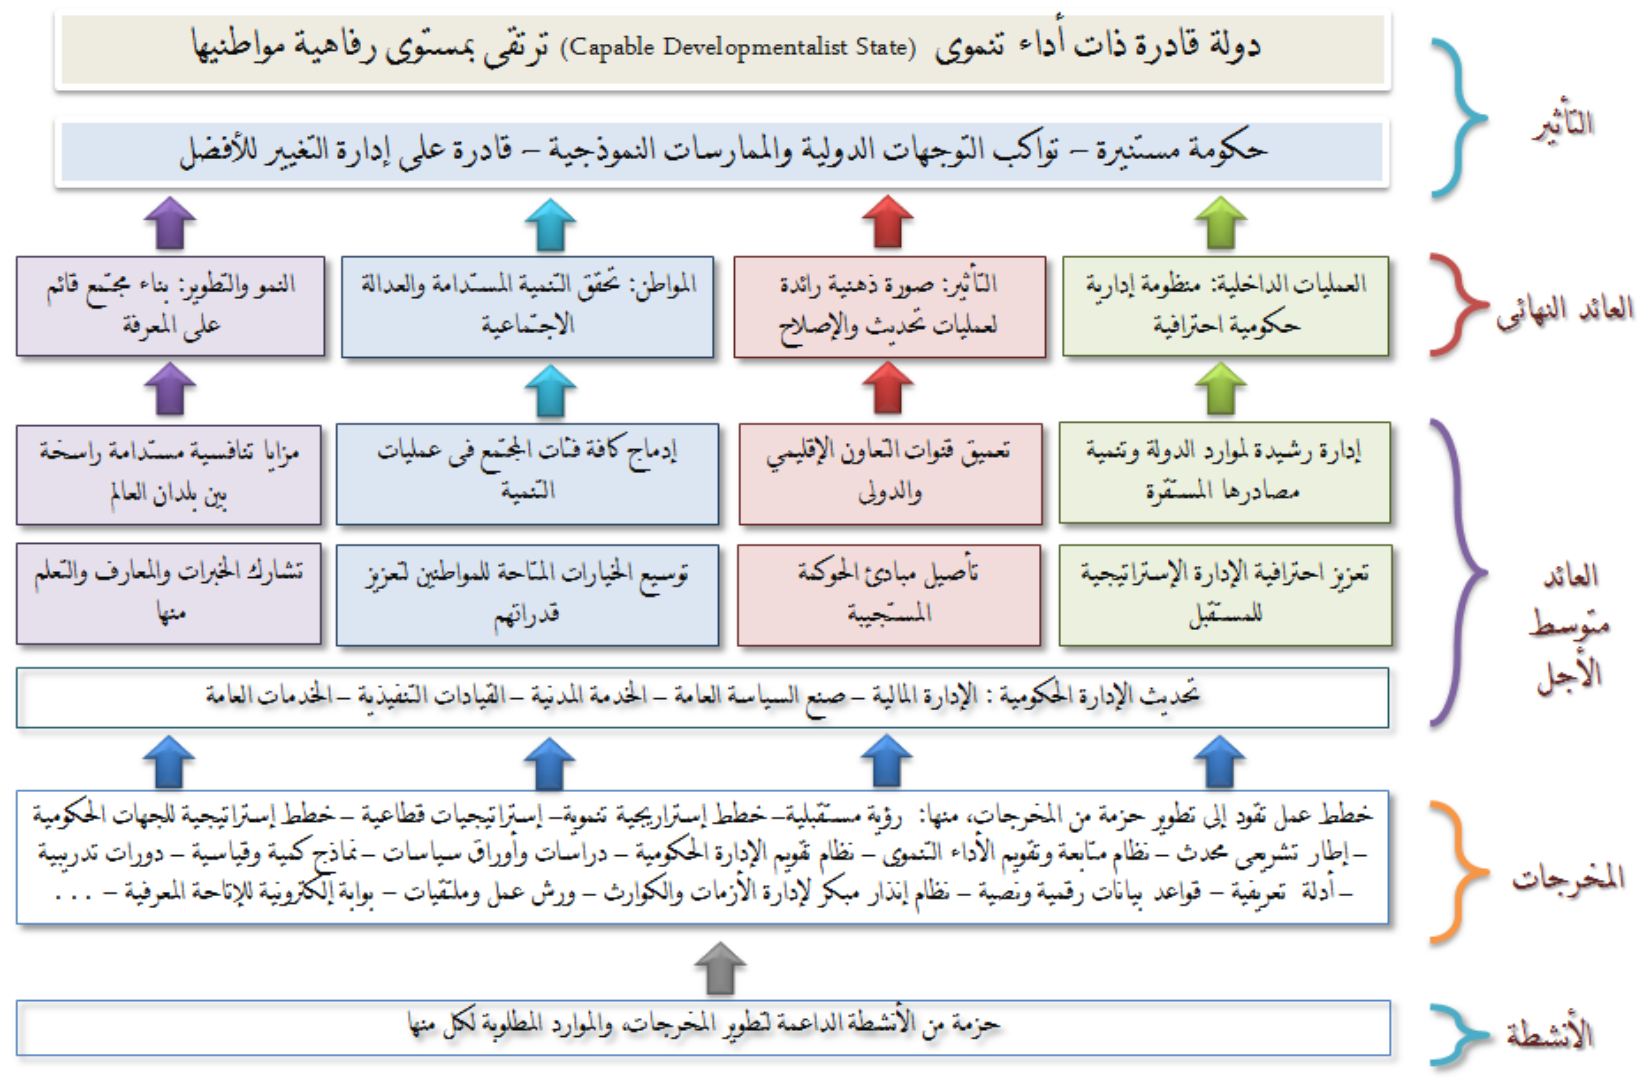 دولة قادرة ذات أداء تنموى (Capable Developmentalist State) ترتقى بمستوى رفاهية مواطنيها
حكومة مستنيرة – تواكب التوجهات الدولية والممارسات النموذجية – قادرة على إدارة التغيير للأفضل
التأثير
العمليات الداخلية: منظومة إدارية
حكومية احترافية
التأثير: صورة ذهنية رائدة
لعمليات تحديث والإصلاح
المواطن: تحقق التنمية المستدامة والعدالة
الاجتماعية
النمو والتطوير: بناء مجتمع قائم
على المعرفة
العائد النهائى
إدارة رشيدة لموارد الدولة وتنمية
مصادرها المستقرة
تعميق قنوات التعاون الإقليمي
والدولى
إدماج كافة فئات المجتمع فى عمليات
التنمية
مزايا تنافسية مستدامة راسخة
بين بلدان العالم
تعزيز احترافية الإدارة الإستراتيجية
للمستقبل
تأصيل مبادئ الحوكمة
المستجيبة
توسيع الخيارات المتاحة للمواطنين لتعزيز
قدراتهم
تشارك الخبرات والمعارف والتعلم
منها
تحديث الإدارة الحكومية : الإدارة المالية – صنع السياسة العامة – الخدمة المدنية – القيادات التنفيذية – الخدمات العامة
العائد
متوسط
الأجل
خطط عمل تقود إلى تطوير حزمة من المخرجات، منها: رؤية مستقبلية– خطط إستراريجية تنموية– إستراتيجيات قطاعية – خطط إستراتيجية للجهات الحكومية
– إطار تشريعى محدث – نظام متابعة وتقويم الأداء التنموى – نظام تقويم الإدارة الحكومية – دراسات وأوراق سياسات – نماذج كمية وقياسية – دورات تدريبية
– أدلة تعريفية – قواعد بيانات رقمية ونصية – نظام إنذار مبكر لإدارة الأزمات والكوارث – ورش عمل وملتقيات – بوابة إلكترونية للإتاحة المعرفية – . . .
المخرجات
حزمة من الأنشطة الداعمة لتطوير المخرجات، والموارد المطلوبة لكل منها
الأنشطة